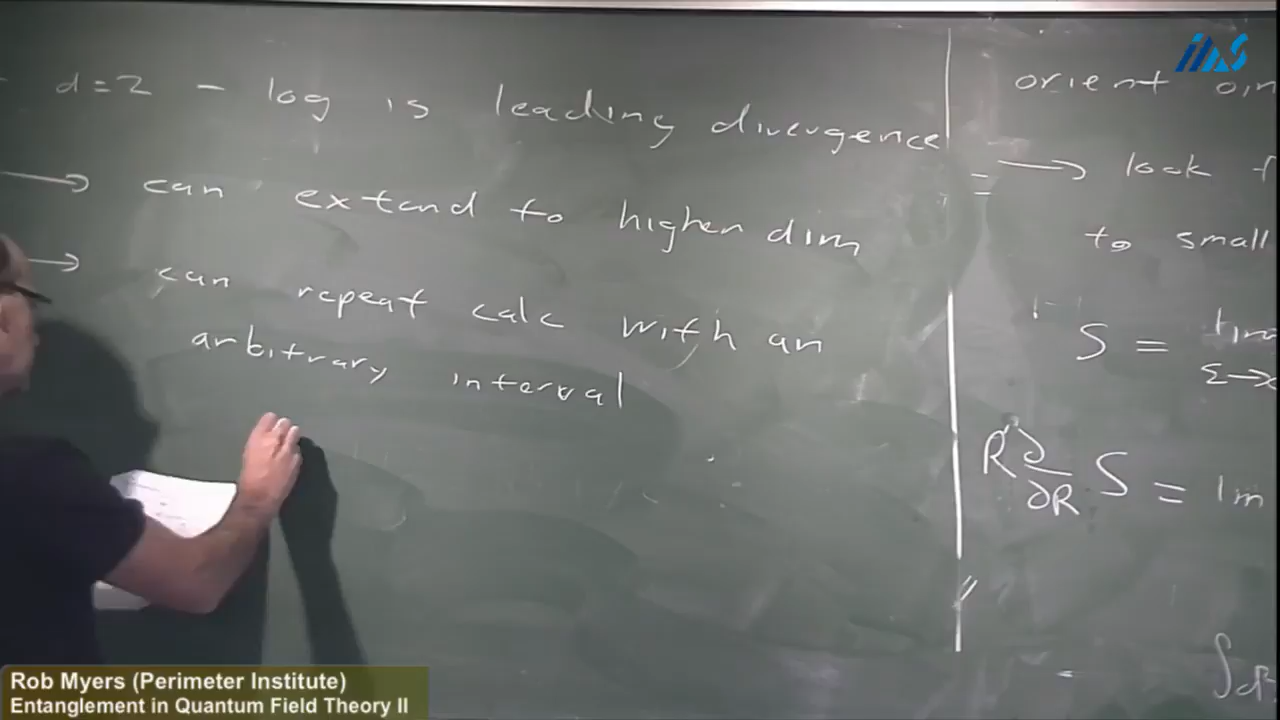 d=2 - log is leading divergence
→ can extend to higher dim
→ can repeat calc with an
arbitrary interval
orient
= → look
to small
S =
R ∂/∂R S =
=
∫
IAS
Rob Myers (Perimeter Institute)
Entanglement in Quantum Field Theory II